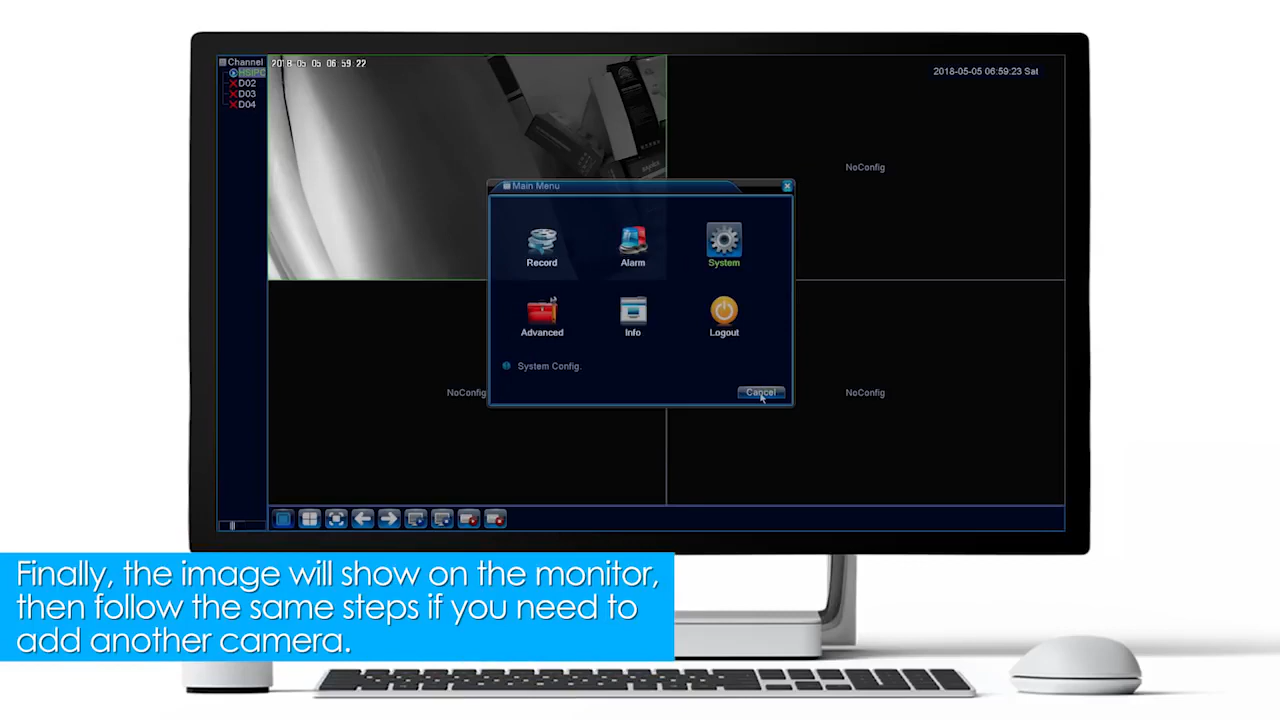 Channel
2018-05-05 06:59:22
2018-05-05 06:59:23 Sat
HSIPC
D02
D03
D04
NoConfig
Main Menu
Record
Alarm
System
Advanced
Info
Logout
System Config.
Cancel
NoConfig
NoConfig
Finally, the image will show on the monitor,
then follow the same steps if you need to
add another camera.